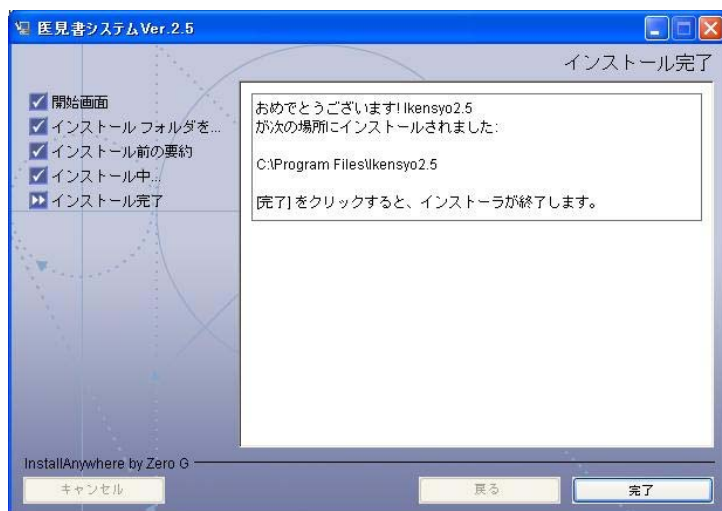 医見書システムVer.2.5
インストール完了
開始画面
インストール フォルダを...
インストール前の要約
インストール中...
インストール完了
おめでとうございます! Ikensyo2.5
が次の場所にインストールされました:
C:\Program Files\Ikensyo2.5
[完了] をクリックすると、インストーラが終了します。
InstallAnywhere by Zero G
キャンセル
戻る
完了